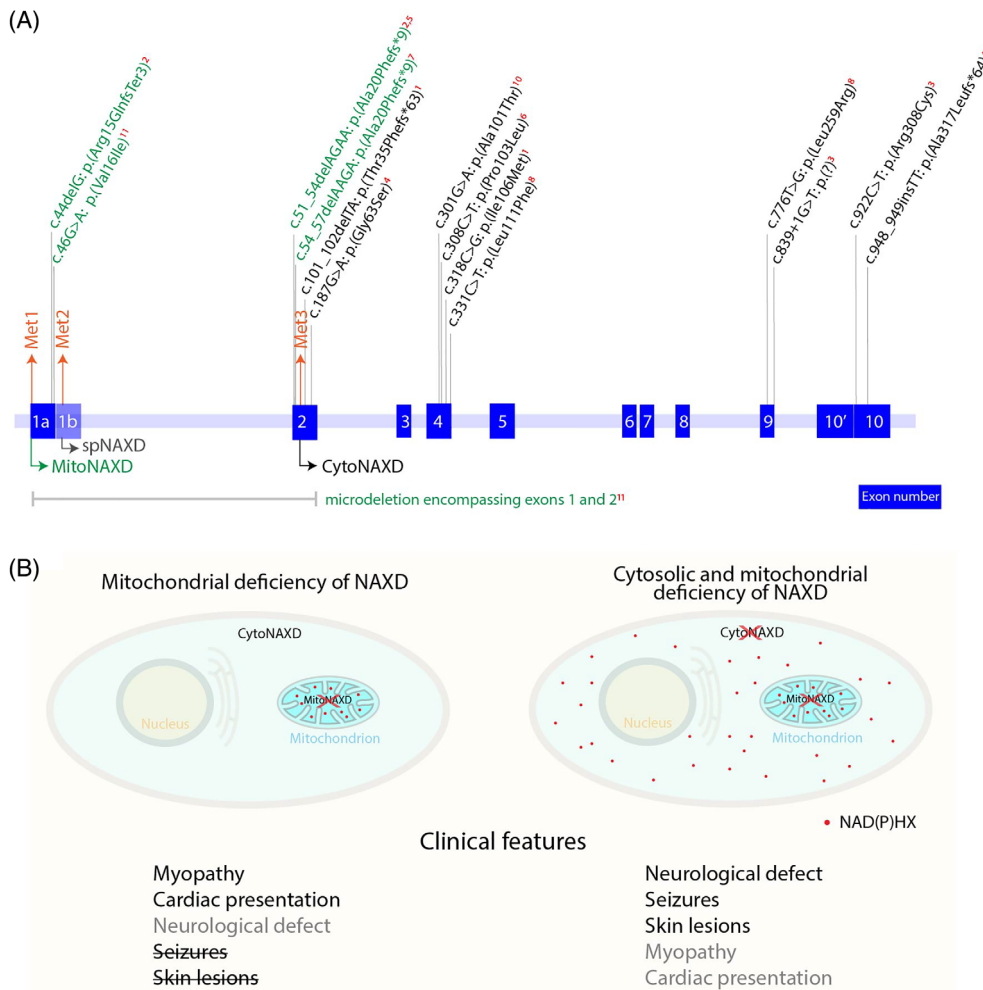 (A)
c.44delG: p.(Arg15GlnfsTer3)2
c.46G>A: p.(Val16Ile)11
c.51_54delAGAA: p.(Ala20Phefs*9)2,5
c.54_57delAAGA: p.(Ala20Phefs*9)7
c.101_102delTA: p.(Thr35Phefs*63)1
c.187G>A: p.(Gly63Ser)4
c.301G>A: p.(Ala101Thr)10
c.308C>T: p.(Pro103Leu)6
c.318C>G: p.(Ile106Met)1
c.331C>T: p.(Leu111Phe)8
c.776T>G: p.(Leu259Arg)8
c.839+1G>T: p.(?)3
c.922C>T: p.(Arg308Cys)3
c.948_949insTT: p.(Ala317Leufs*64)
Met1
Met2
Met3
1a 1b 2 3 4 5 6 7 8 9 10' 10
spNAXD
MitoNAXD
CytoNAXD
microdeletion encompassing exons 1 and 211
Exon number
(B)
Mitochondrial deficiency of NAXD
CytoNAXD
MitoNAXD
Nucleus
Mitochondrion
Cytosolic and mitochondrial
deficiency of NAXD
CytoNAXD
MitoNAXD
Nucleus
Mitochondrion
NAD(P)HX
Clinical features
Myopathy
Cardiac presentation
Neurological defect
Seizures
Skin lesions
Neurological defect
Seizures
Skin lesions
Myopathy
Cardiac presentation